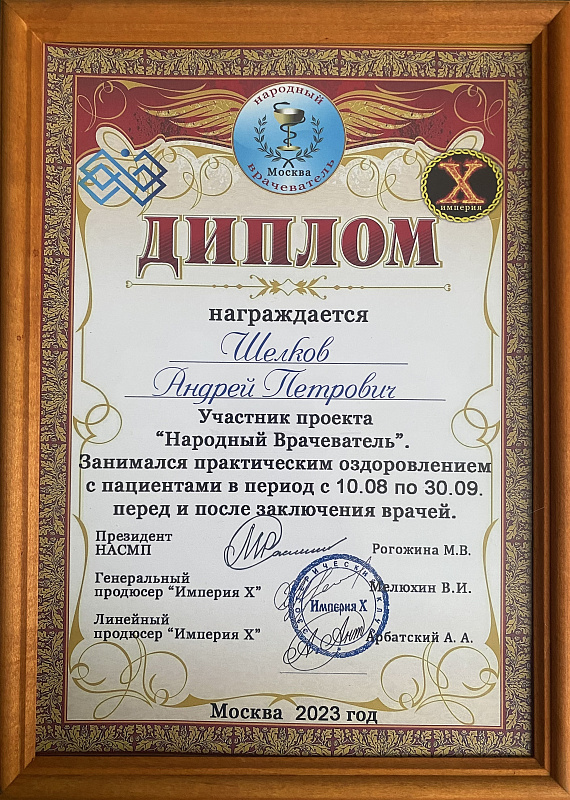 народный
врачеватель
Москва
Х
империя
ДИПЛОМ
награждается
Шелков
Андрей Петрович
Участник проекта
“Народный Врачеватель”.
Занимался практическим оздоровлением
с пациентами в период с 10.08 по 30.09.
перед и после заключения врачей.
Президент
НАСМП
Рогожина М.В.
Генеральный
продюсер “Империя Х”
Мелюхин В.И.
Империя Х
Линейный
продюсер “Империя Х”
Арбатский А. А.
Москва 2023 год